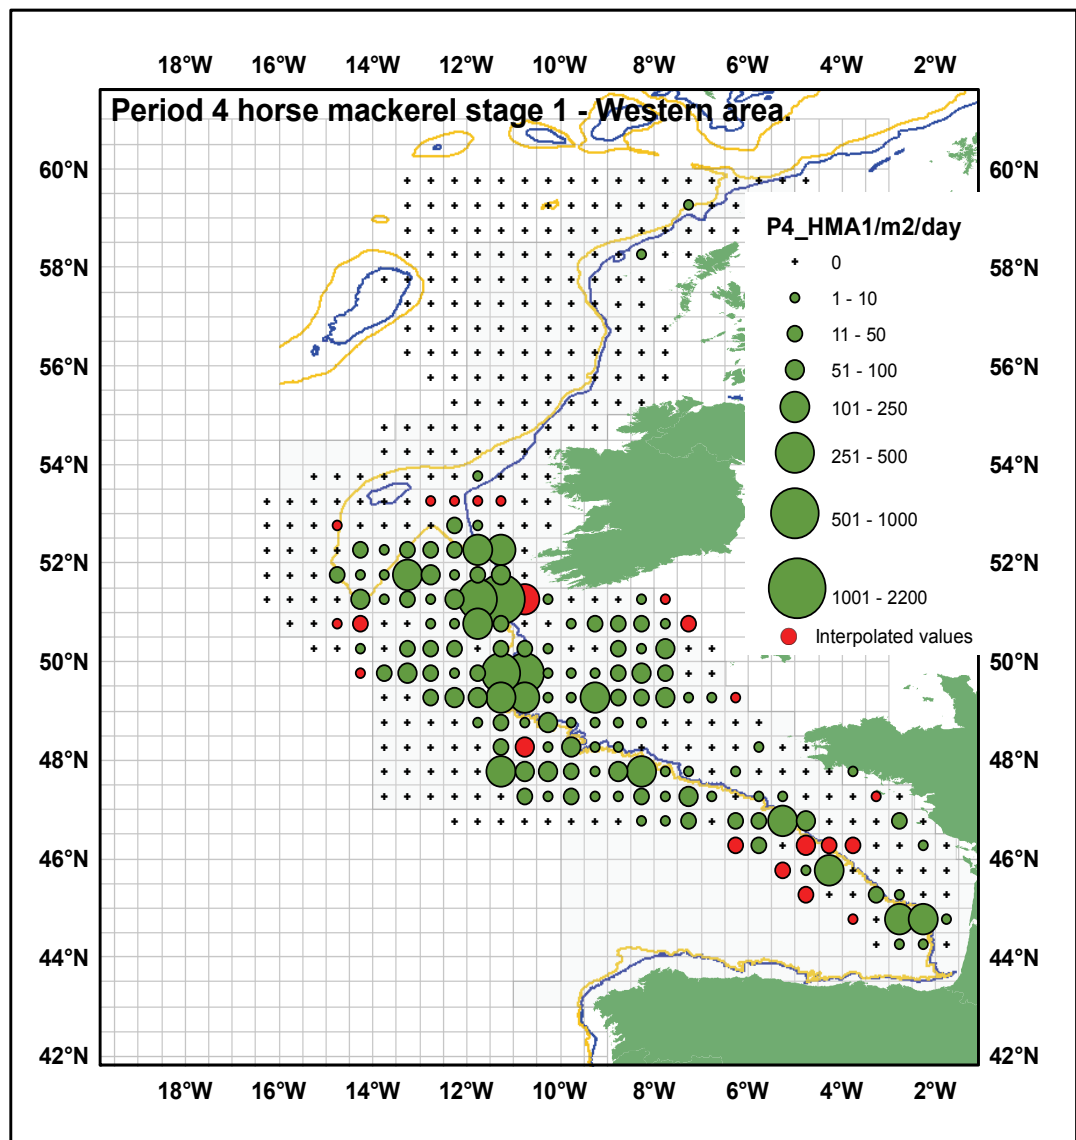 18°W 16°W 14°W 12°W 10°W 8°W 6°W 4°W 2°W
Period 4 horse mackerel stage 1 - Western area.
60°N 60°N
P4_HMA1/m2/day
0
58°N 58°N
1 - 10
11 - 50
56°N 51 - 100 56°N
101 - 250
54°N 251 - 500 54°N
501 - 1000
52°N 52°N
1001 - 2200
Interpolated values
50°N 50°N
48°N 48°N
46°N 46°N
44°N 44°N
42°N 42°N
18°W 16°W 14°W 12°W 10°W 8°W 6°W 4°W 2°W